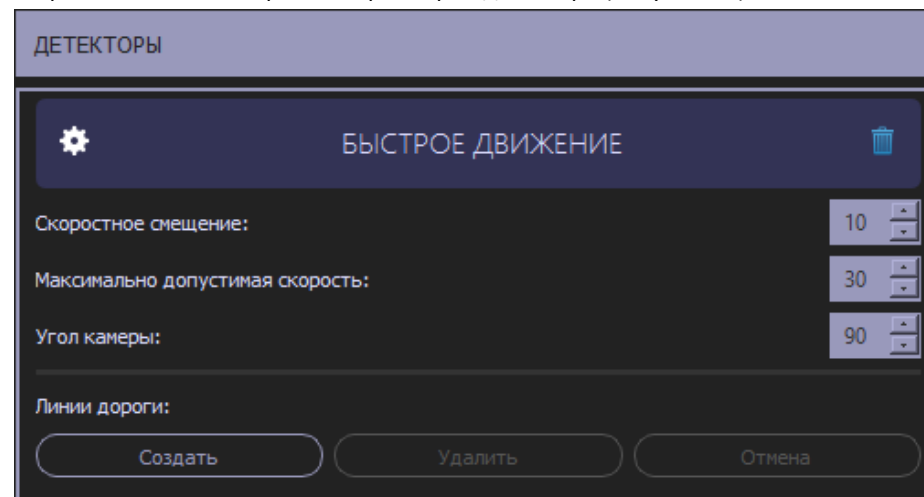 ДЕТЕКТОРЫ
БЫСТРОЕ ДВИЖЕНИЕ
Скоростное смещение: 10
Максимально допустимая скорость: 30
Угол камеры: 90
Линии дороги:
Создать Удалить Отмена